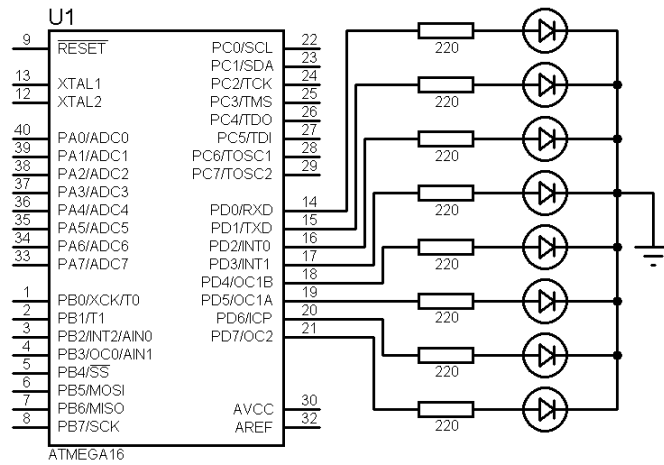 U1
9 RESET
13 XTAL1
12 XTAL2
40 PA0/ADC0
39 PA1/ADC1
38 PA2/ADC2
37 PA3/ADC3
36 PA4/ADC4
35 PA5/ADC5
34 PA6/ADC6
33 PA7/ADC7
1 PB0/XCK/T0
2 PB1/T1
3 PB2/INT2/AIN0
4 PB3/OC0/AIN1
5 PB4/SS
6 PB5/MOSI
7 PB6/MISO
8 PB7/SCK
PC0/SCL 22
PC1/SDA 23
PC2/TCK 24
PC3/TMS 25
PC4/TDO 26
PC5/TDI 27
PC6/TOSC1 28
PC7/TOSC2 29
PD0/RXD 14
PD1/TXD 15
PD2/INT0 16
PD3/INT1 17
PD4/OC1B 18
PD5/OC1A 19
PD6/ICP 20
PD7/OC2 21
AVCC 30
AREF 32
ATMEGA16
220
220
220
220
220
220
220
220